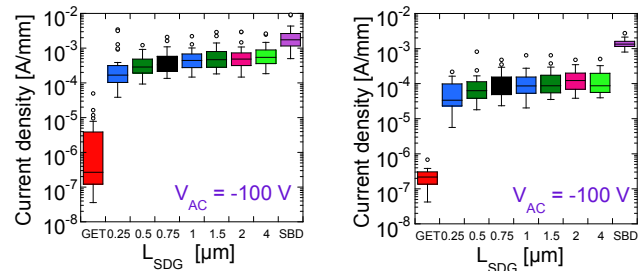 Current density [A/mm]
10⁻²
10⁻³
10⁻⁴
10⁻⁵
10⁻⁶
10⁻⁷
10⁻⁸
V_AC = -100 V
GET 0.25 0.5 0.75 1 1.5 2 4 SBD
L_SDG [μm]
Current density [A/mm]
10⁻²
10⁻³
10⁻⁴
10⁻⁵
10⁻⁶
10⁻⁷
10⁻⁸
V_AC = -100 V
GET 0.25 0.5 0.75 1 1.5 2 4 SBD
L_SDG [μm]